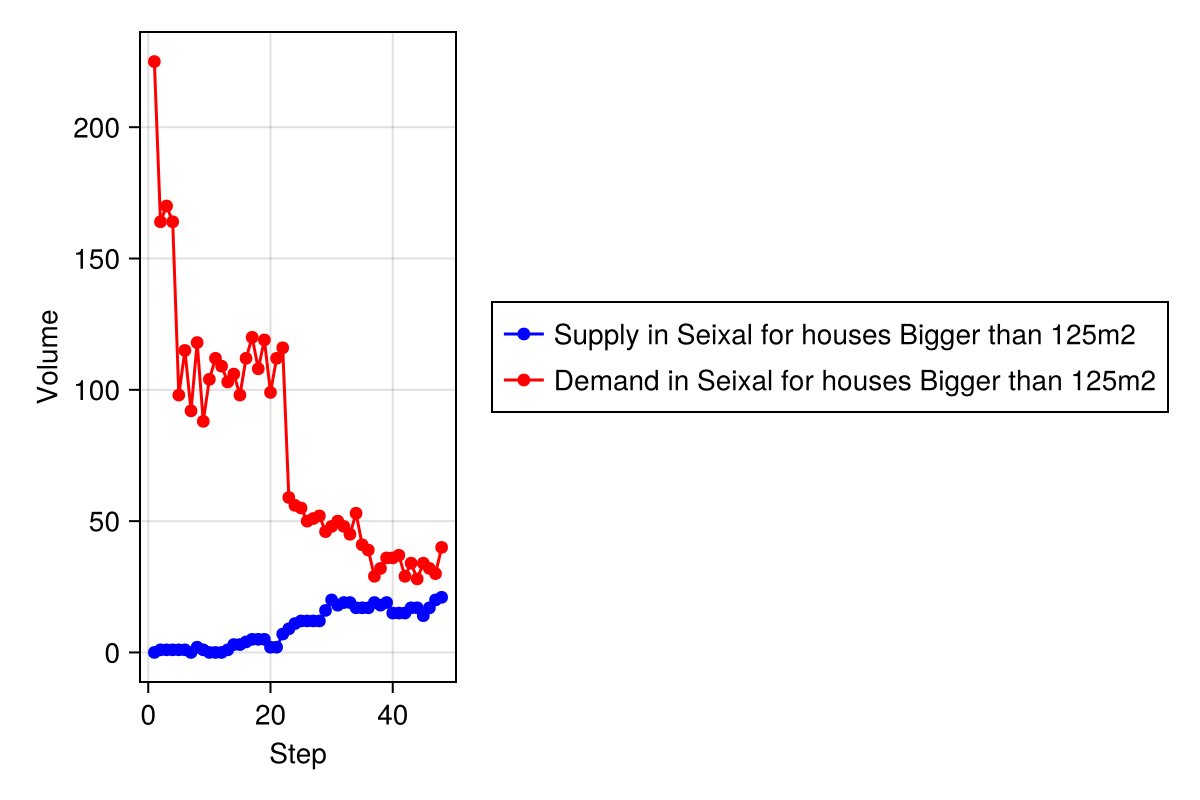 Volume
200
150
100
50
0
0 20 40
Step
Supply in Seixal for houses Bigger than 125m2
Demand in Seixal for houses Bigger than 125m2